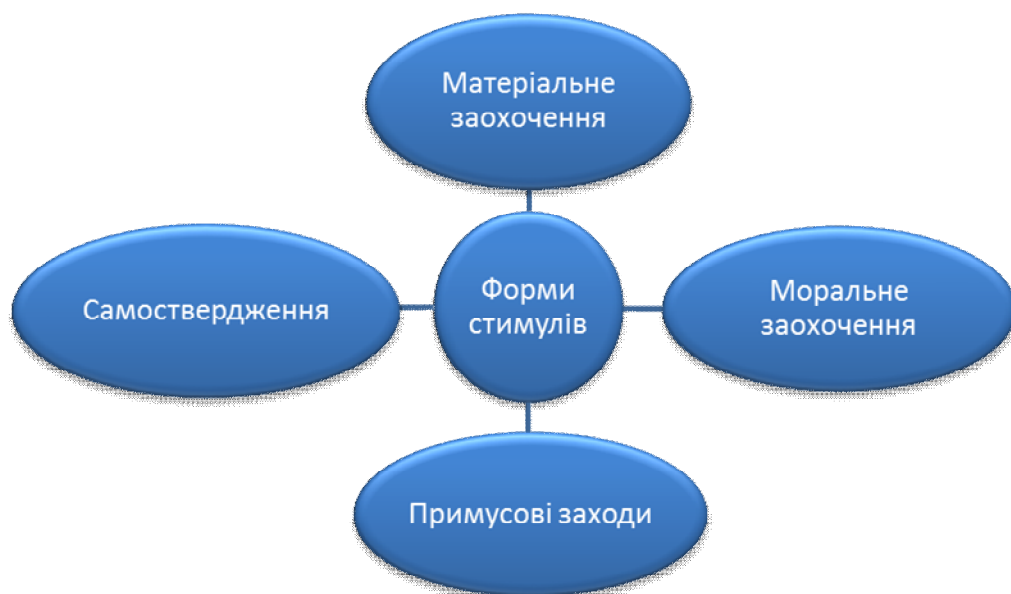 Матеріальне
заохочення
Самоствердження
Форми
стимулів
Моральне
заохочення
Примусові заходи